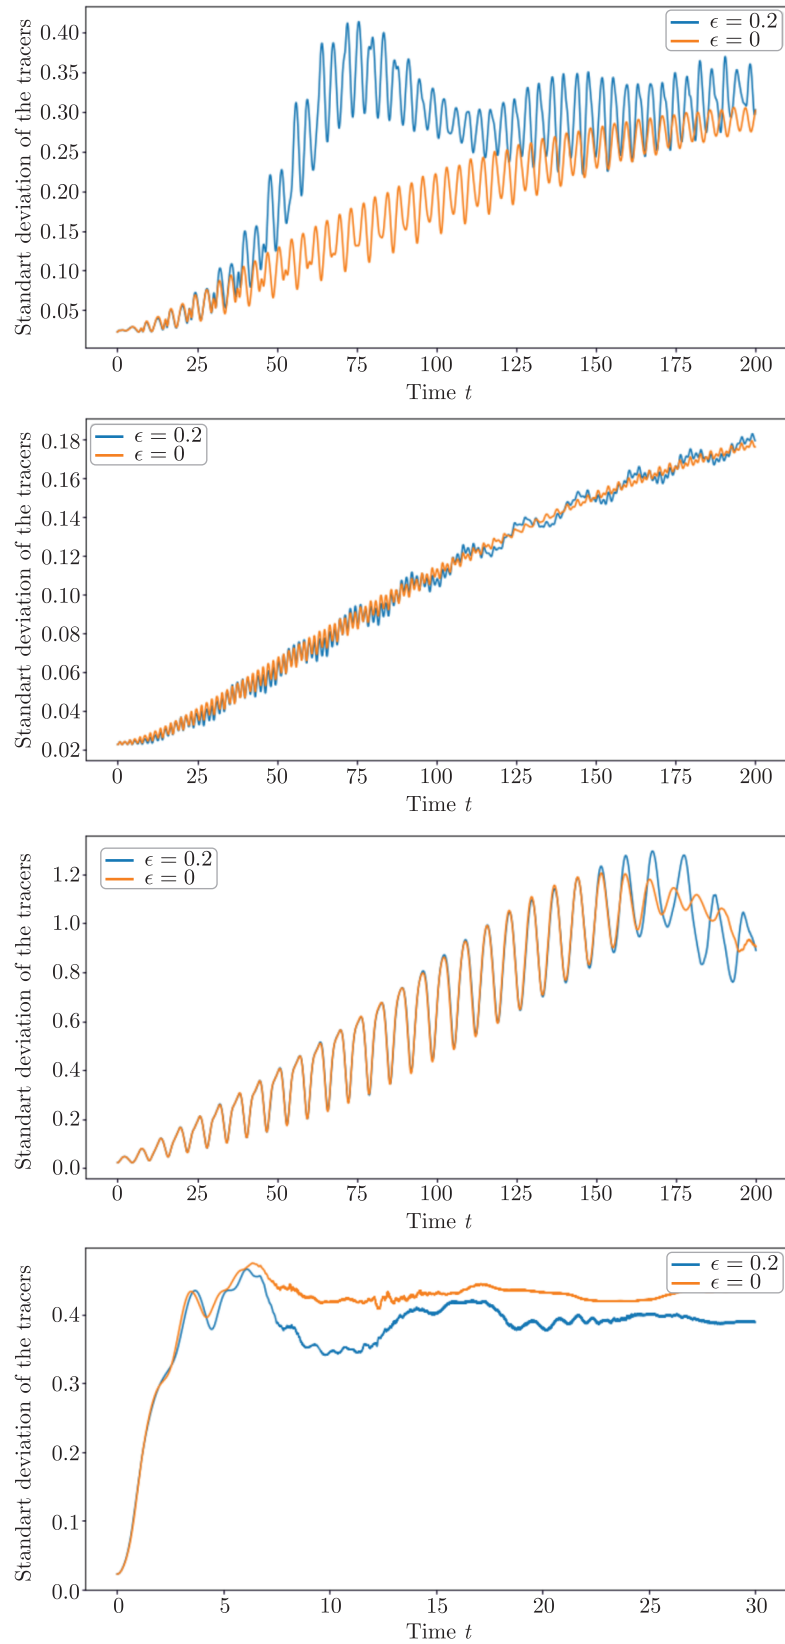 ϵ = 0.2
ϵ = 0
Standart deviation of the tracers
0.40
0.35
0.30
0.25
0.20
0.15
0.10
0.05
0 25 50 75 100 125 150 175 200
Time t
ϵ = 0.2
ϵ = 0
Standart deviation of the tracers
0.18
0.16
0.14
0.12
0.10
0.08
0.06
0.04
0.02
0 25 50 75 100 125 150 175 200
Time t
ϵ = 0.2
ϵ = 0
Standart deviation of the tracers
1.2
1.0
0.8
0.6
0.4
0.2
0.0
0 25 50 75 100 125 150 175 200
Time t
ϵ = 0.2
ϵ = 0
Standart deviation of the tracers
0.4
0.3
0.2
0.1
0.0
0 5 10 15 20 25 30
Time t